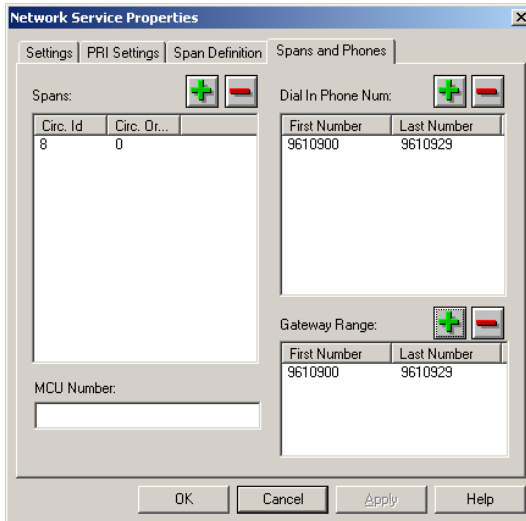 Network Service Properties
Settings PRI Settings Span Definition Spans and Phones
Spans:
Circ. Id Circ. Or...
8 0
MCU Number:
Dial In Phone Num:
First Number Last Number
9610900 9610929
Gateway Range:
First Number Last Number
9610900 9610929
OK Cancel Apply Help